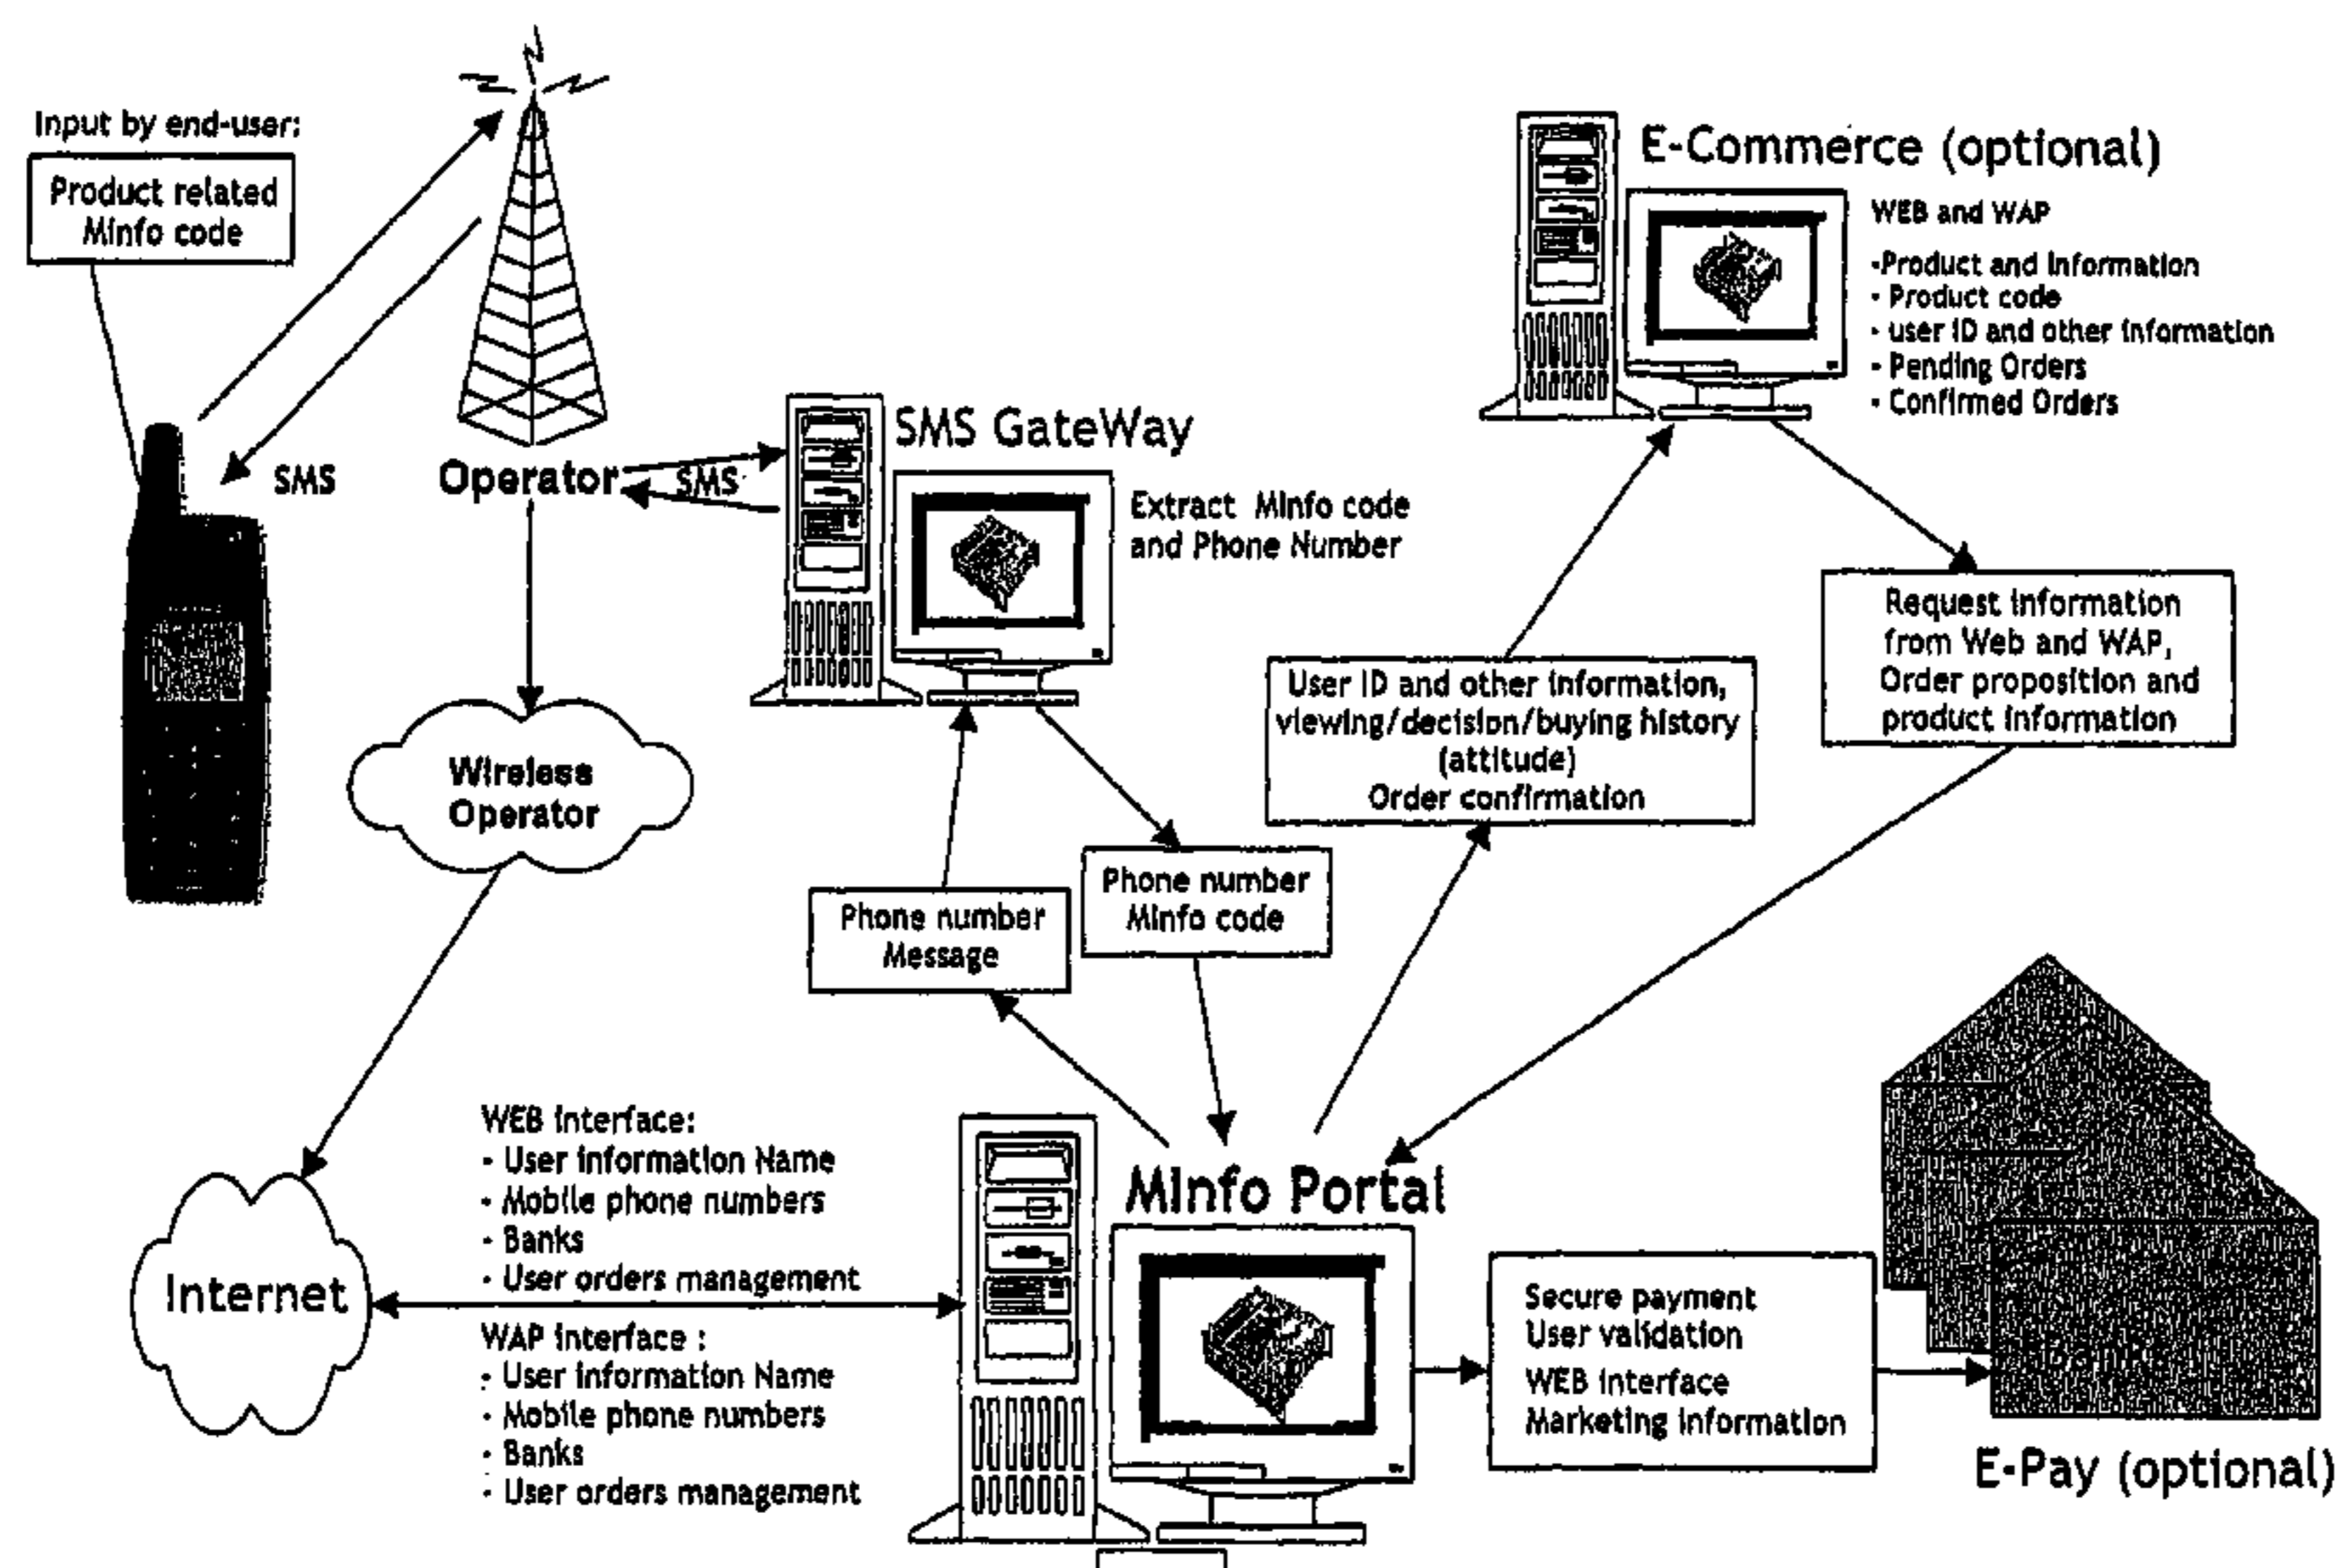 Input by end-user:
Product related
Minfo code
SMS
Operator
SMS
SMS GateWay
Extract Minfo code
and Phone Number
E-Commerce (optional)
WEB and WAP
-Product and information
- Product code
- user ID and other information
- Pending Orders
- Confirmed Orders
Request information
from Web and WAP,
Order proposition and
product information
User ID and other information,
viewing/decision/buying history
(attitude)
Order confirmation
Wireless
Operator
Phone number
Message
Phone number
Minfo code
Internet
WEB interface:
- User information Name
- Mobile phone numbers
- Banks
- User orders management
WAP interface :
- User information Name
- Mobile phone numbers
- Banks
- User orders management
Minfo Portal
Secure payment
User validation
WEB interface
Marketing information
E-Pay (optional)